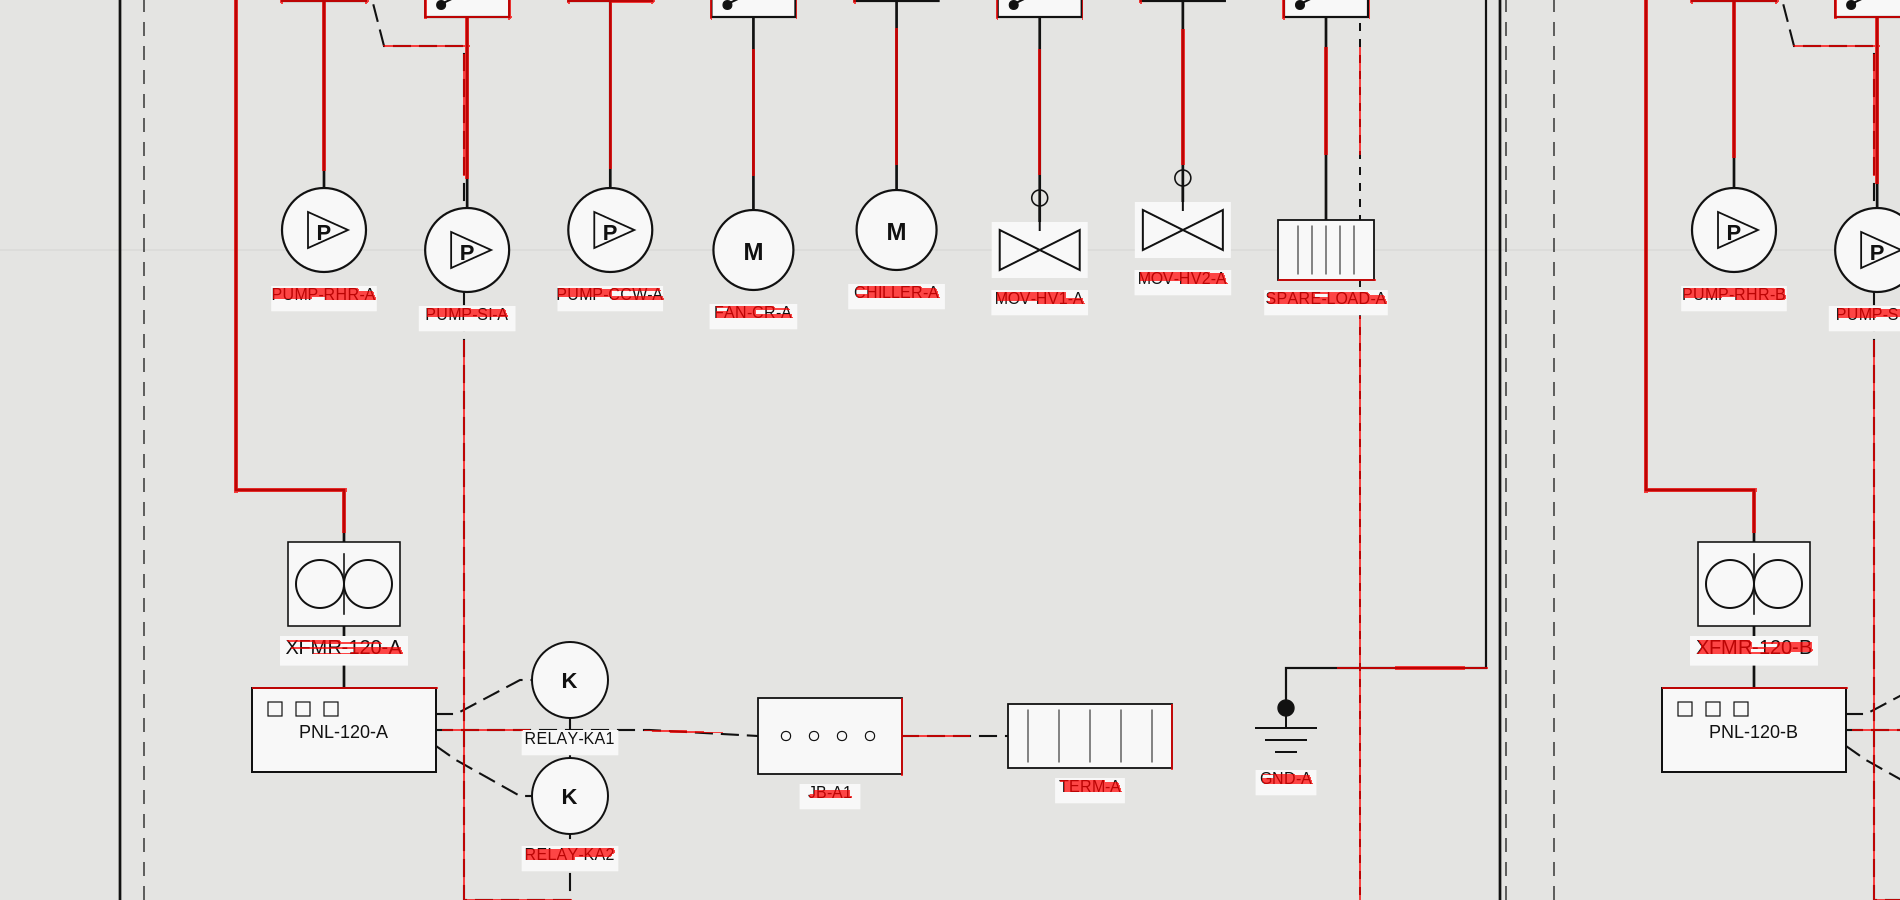 P
P
P
M
M
P
P
PUMP-RHR-A
PUMP-SI-A
PUMP-CCW-A
FAN-CR-A
CHILLER-A
MOV-HV1-A
MOV-HV2-A
SPARE-LOAD-A
PUMP-RHR-B
XFMR-120-A
XFMR-120-B
PNL-120-A
K
RELAY-KA1
K
RELAY-KA2
JB-A1
TERM-A
GND-A
PNL-120-B